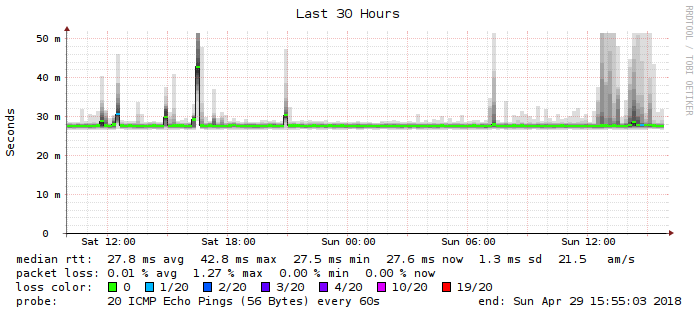 Last 30 Hours
RRDTOOL / TOBI OETIKER
Seconds
50 m
40 m
30 m
20 m
10 m
0
Sat 12:00 Sat 18:00 Sun 00:00 Sun 06:00 Sun 12:00
median rtt: 27.8 ms avg 42.8 ms max 27.5 ms min 27.6 ms now 1.3 ms sd 21.5 am/s
packet loss: 0.01 % avg 1.27 % max 0.00 % min 0.00 % now
loss color: 0 1/20 2/20 3/20 4/20 10/20 19/20
probe: 20 ICMP Echo Pings (56 Bytes) every 60s end: Sun Apr 29 15:55:03 2018